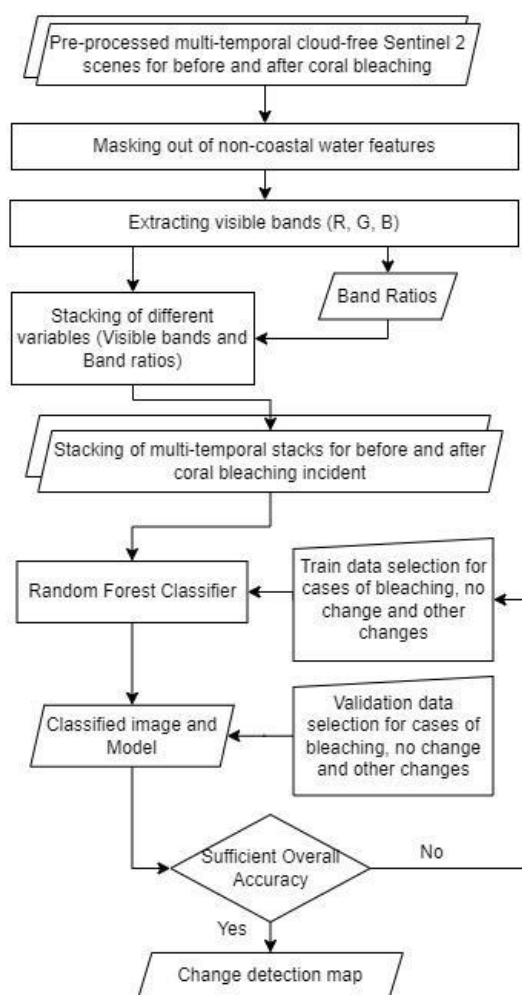 Pre-processed multi-temporal cloud-free Sentinel 2
scenes for before and after coral bleaching
Masking out of non-coastal water features
Extracting visible bands (R, G, B)
Band Ratios
Stacking of different
variables (Visible bands and
Band ratios)
Stacking of multi-temporal stacks for before and after
coral bleaching incident
Random Forest Classifier
Train data selection for
cases of bleaching, no
change and other
changes
Classified image and
Model
Validation data
selection for cases of
bleaching, no change
and other changes
Sufficient Overall
Accuracy
No
Yes
Change detection map